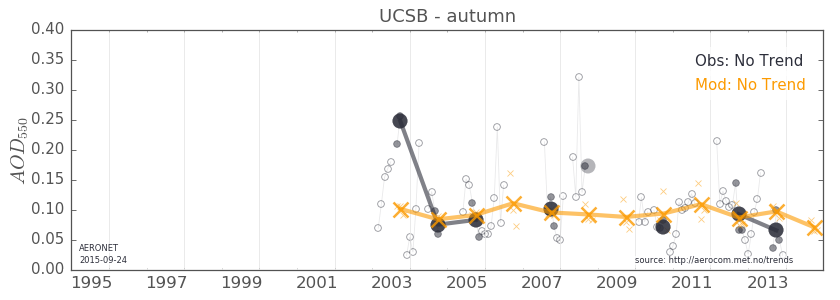 UCSB - autumn
0.40
0.35
0.30
0.25
0.20
0.15
0.10
0.05
0.00
AOD550
Obs: No Trend
Mod: No Trend
AERONET
2015-09-24
source: http://aerocom.met.no/trends
1995 1997 1999 2001 2003 2005 2007 2009 2011 2013